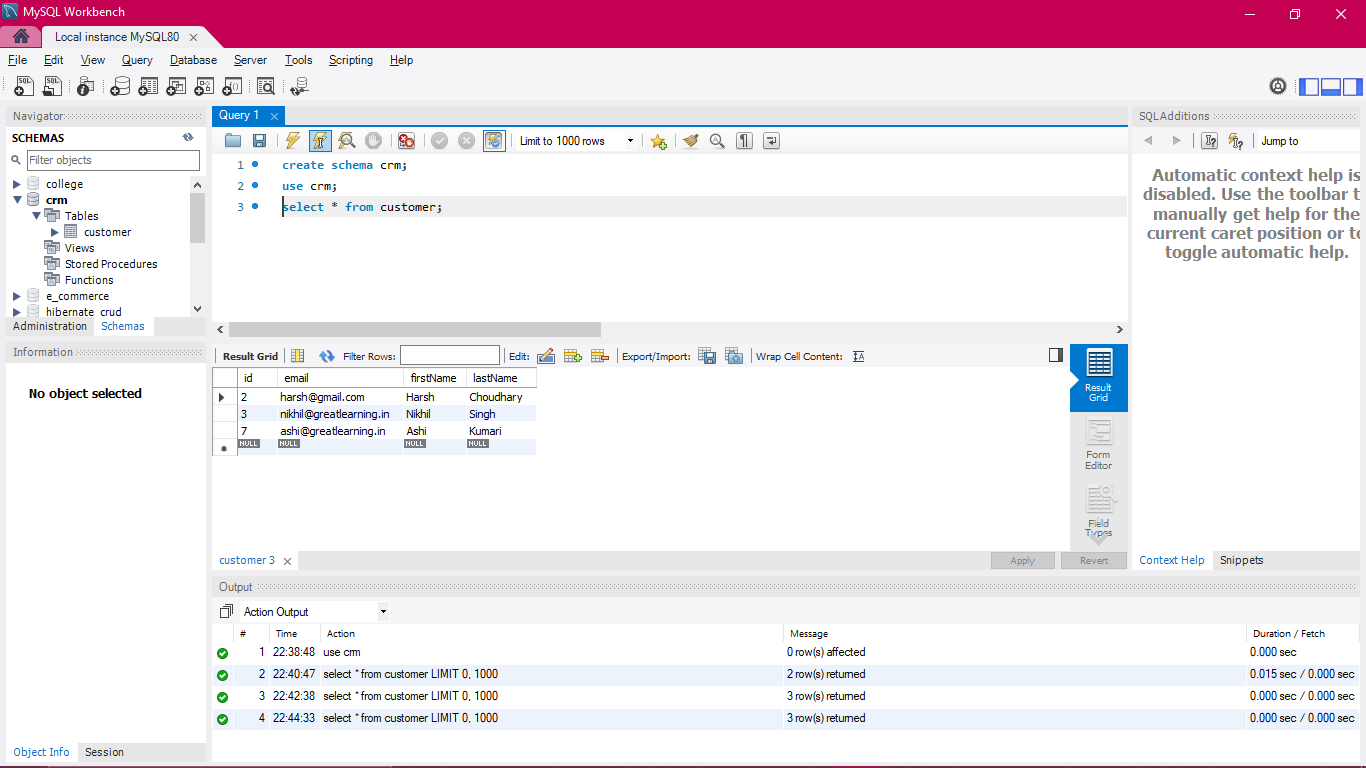 MySQL Workbench
Local instance MySQL80
File Edit View Query Database Server Tools Scripting Help
Navigator
SCHEMAS
Filter objects
college
crm
Tables
customer
Views
Stored Procedures
Functions
e_commerce
hibernate_crud
Administration Schemas
Information
No object selected
Object Info Session
Query 1
Limit to 1000 rows
1 create schema crm;
2 use crm;
3 select * from customer;
Result Grid Filter Rows: Edit: Export/Import: Wrap Cell Content:
id email firstName lastName
2 harsh@gmail.com Harsh Choudhary
3 nikhil@greatlearning.in Nikhil Singh
7 ashi@greatlearning.in Ashi Kumari
NULL NULL NULL NULL
Result
Grid
Form
Editor
Field
Types
customer 3
Apply Revert
Output
Action Output
# Time Action Message Duration / Fetch
1 22:38:48 use crm 0 row(s) affected 0.000 sec
2 22:40:47 select * from customer LIMIT 0, 1000 2 row(s) returned 0.015 sec / 0.000 sec
3 22:42:38 select * from customer LIMIT 0, 1000 3 row(s) returned 0.000 sec / 0.000 sec
4 22:44:33 select * from customer LIMIT 0, 1000 3 row(s) returned 0.000 sec / 0.000 sec
SQLAdditions
Jump to
Automatic context help is
disabled. Use the toolbar t
manually get help for the
current caret position or to
toggle automatic help.
Context Help Snippets